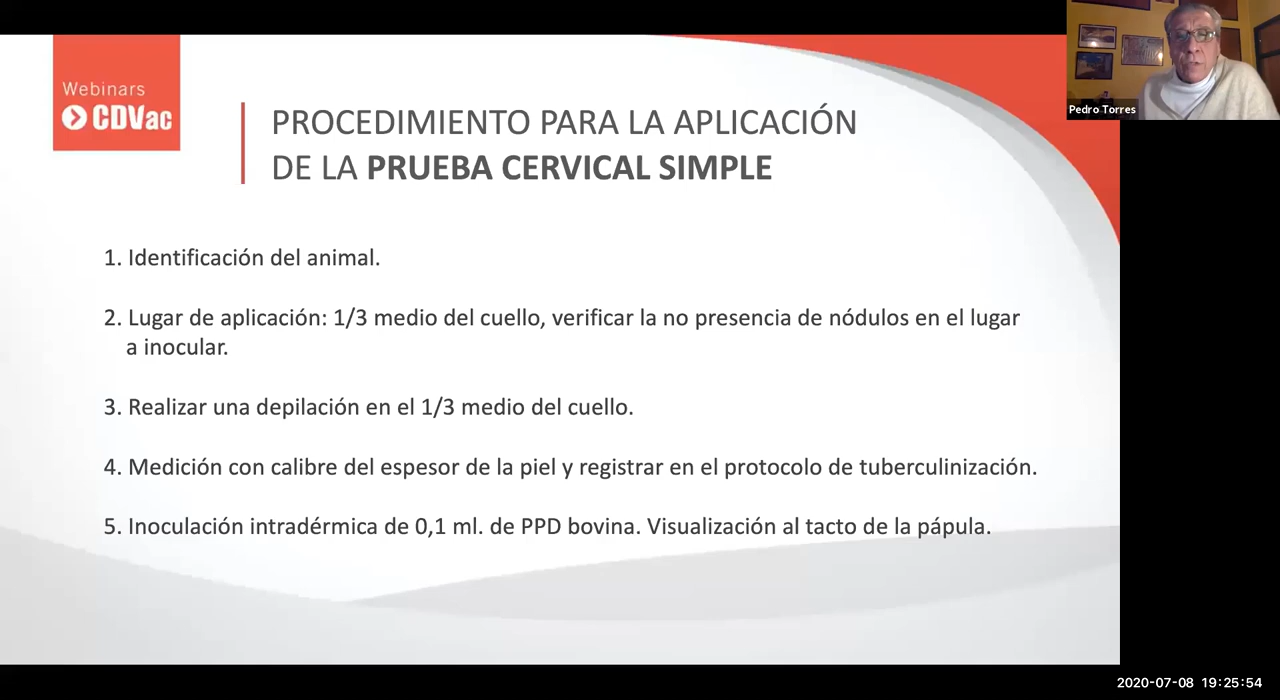 Webinars
CDVac
PROCEDIMIENTO PARA LA APLICACIÓN
DE LA PRUEBA CERVICAL SIMPLE
1. Identificación del animal.
2. Lugar de aplicación: 1/3 medio del cuello, verificar la no presencia de nódulos en el lugar
a inocular.
3. Realizar una depilación en el 1/3 medio del cuello.
4. Medición con calibre del espesor de la piel y registrar en el protocolo de tuberculinización.
5. Inoculación intradérmica de 0,1 ml. de PPD bovina. Visualización al tacto de la pápula.
Pedro Torres
2020-07-08 19:25:54